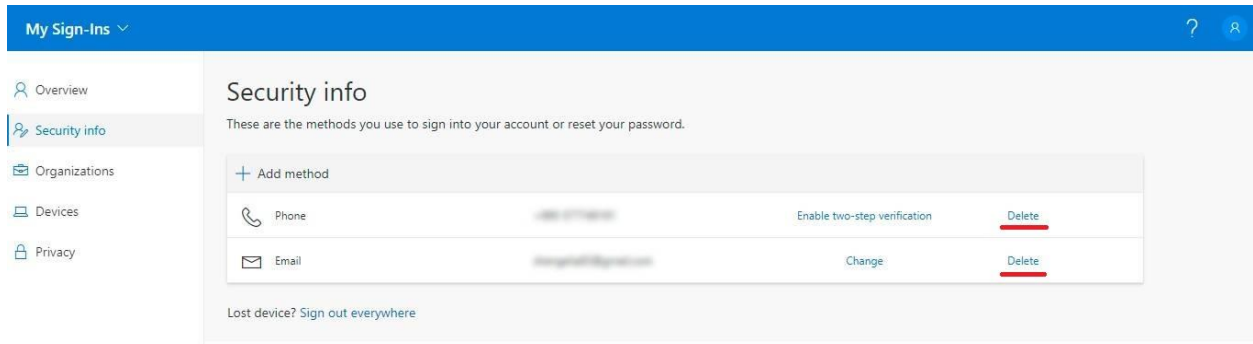 My Sign-Ins
?
Overview
Security info
Organizations
Devices
Privacy
Security info
These are the methods you use to sign into your account or reset your password.
+ Add method
Phone Enable two-step verification Delete
Email Change Delete
Lost device? Sign out everywhere